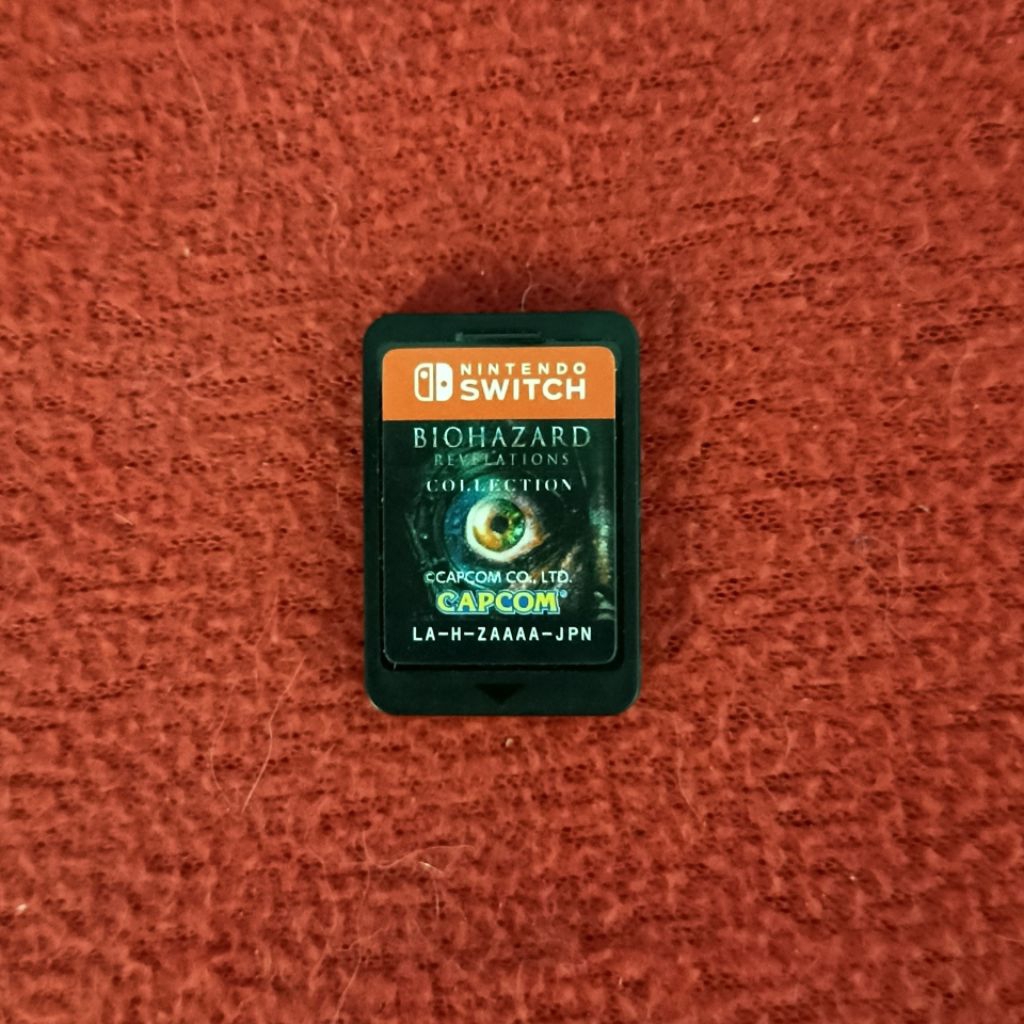 NINTENDO
SWITCH
BIOHAZARD
REVELATIONS
COLLECTION
©CAPCOM CO., LTD.
CAPCOM®
LA-H-ZAAAA-JPN